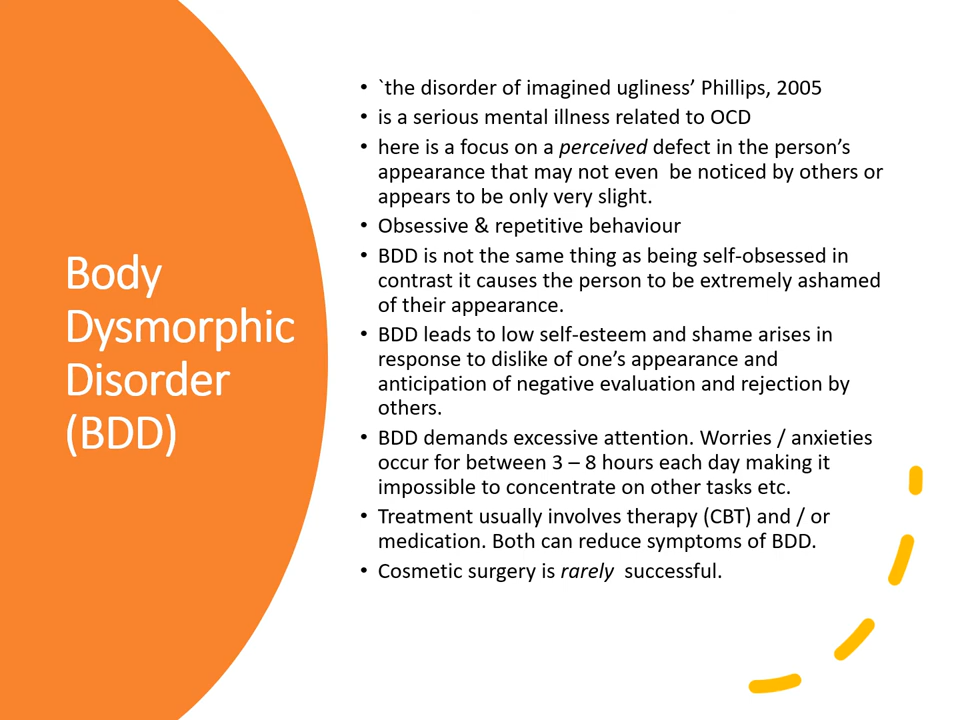 Body
Dysmorphic
Disorder
(BDD)
• `the disorder of imagined ugliness’ Phillips, 2005
• is a serious mental illness related to OCD
• here is a focus on a perceived defect in the person’s
appearance that may not even  be noticed by others or
appears to be only very slight.
• Obsessive & repetitive behaviour
• BDD is not the same thing as being self-obsessed in
contrast it causes the person to be extremely ashamed
of their appearance.
• BDD leads to low self-esteem and shame arises in
response to dislike of one’s appearance and
anticipation of negative evaluation and rejection by
others.
• BDD demands excessive attention. Worries / anxieties
occur for between 3 – 8 hours each day making it
impossible to concentrate on other tasks etc.
• Treatment usually involves therapy (CBT) and / or
medication. Both can reduce symptoms of BDD.
• Cosmetic surgery is rarely  successful.